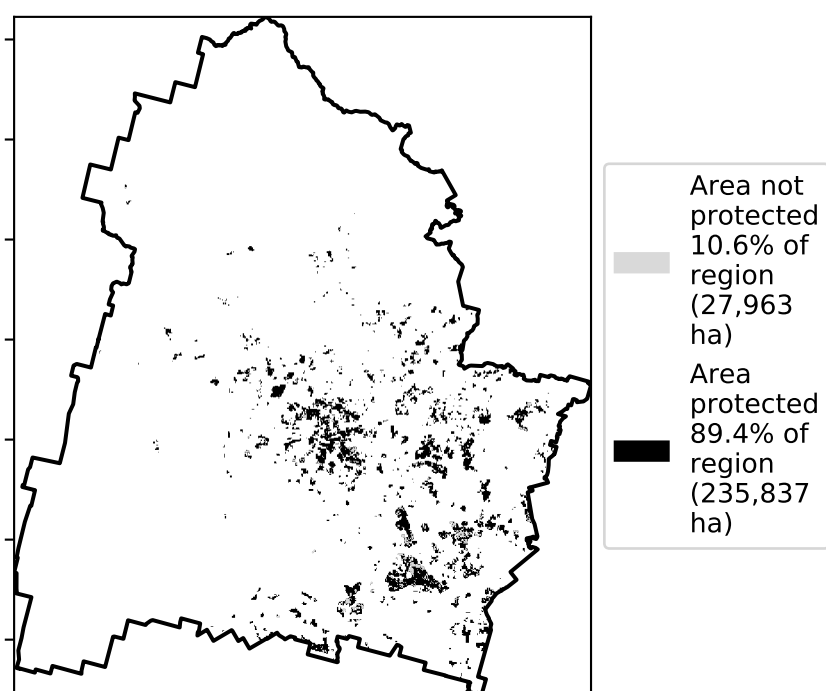 Area not
protected
10.6% of
region
(27,963
ha)
Area
protected
89.4% of
region
(235,837
ha)